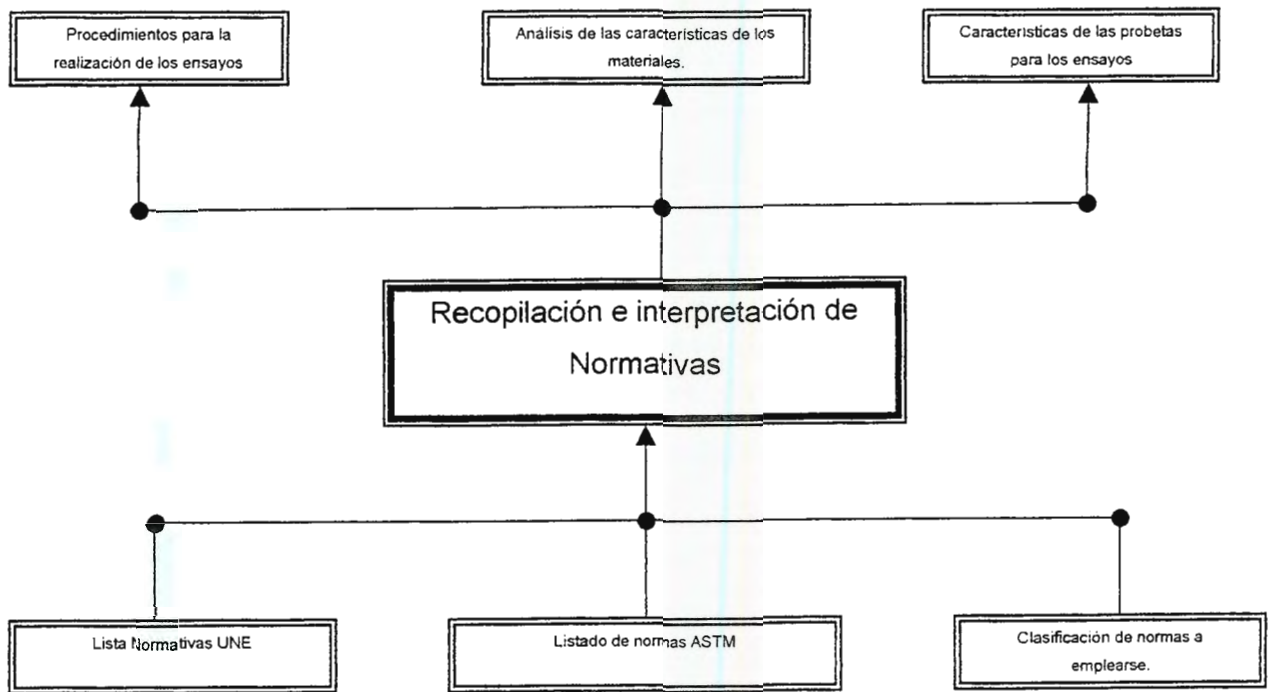 Procedimientos para la
realización de los ensayos
Análisis de las características de los
materiales.
Características de las probetas
para los ensayos
Recopilación e interpretación de
Normativas
Lista Normativas UNE
Listado de normas ASTM
Clasificación de normas a
emplearse.